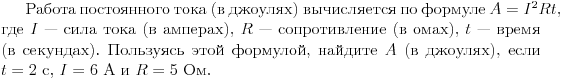 Работа постоянного тока (в джоулях) вычисляется по формуле A = I²Rt,
где I — сила тока (в амперах), R — сопротивление (в омах), t — время
(в секундах). Пользуясь этой формулой, найдите A (в джоулях), если
t = 2 с, I = 6 А и R = 5 Ом.